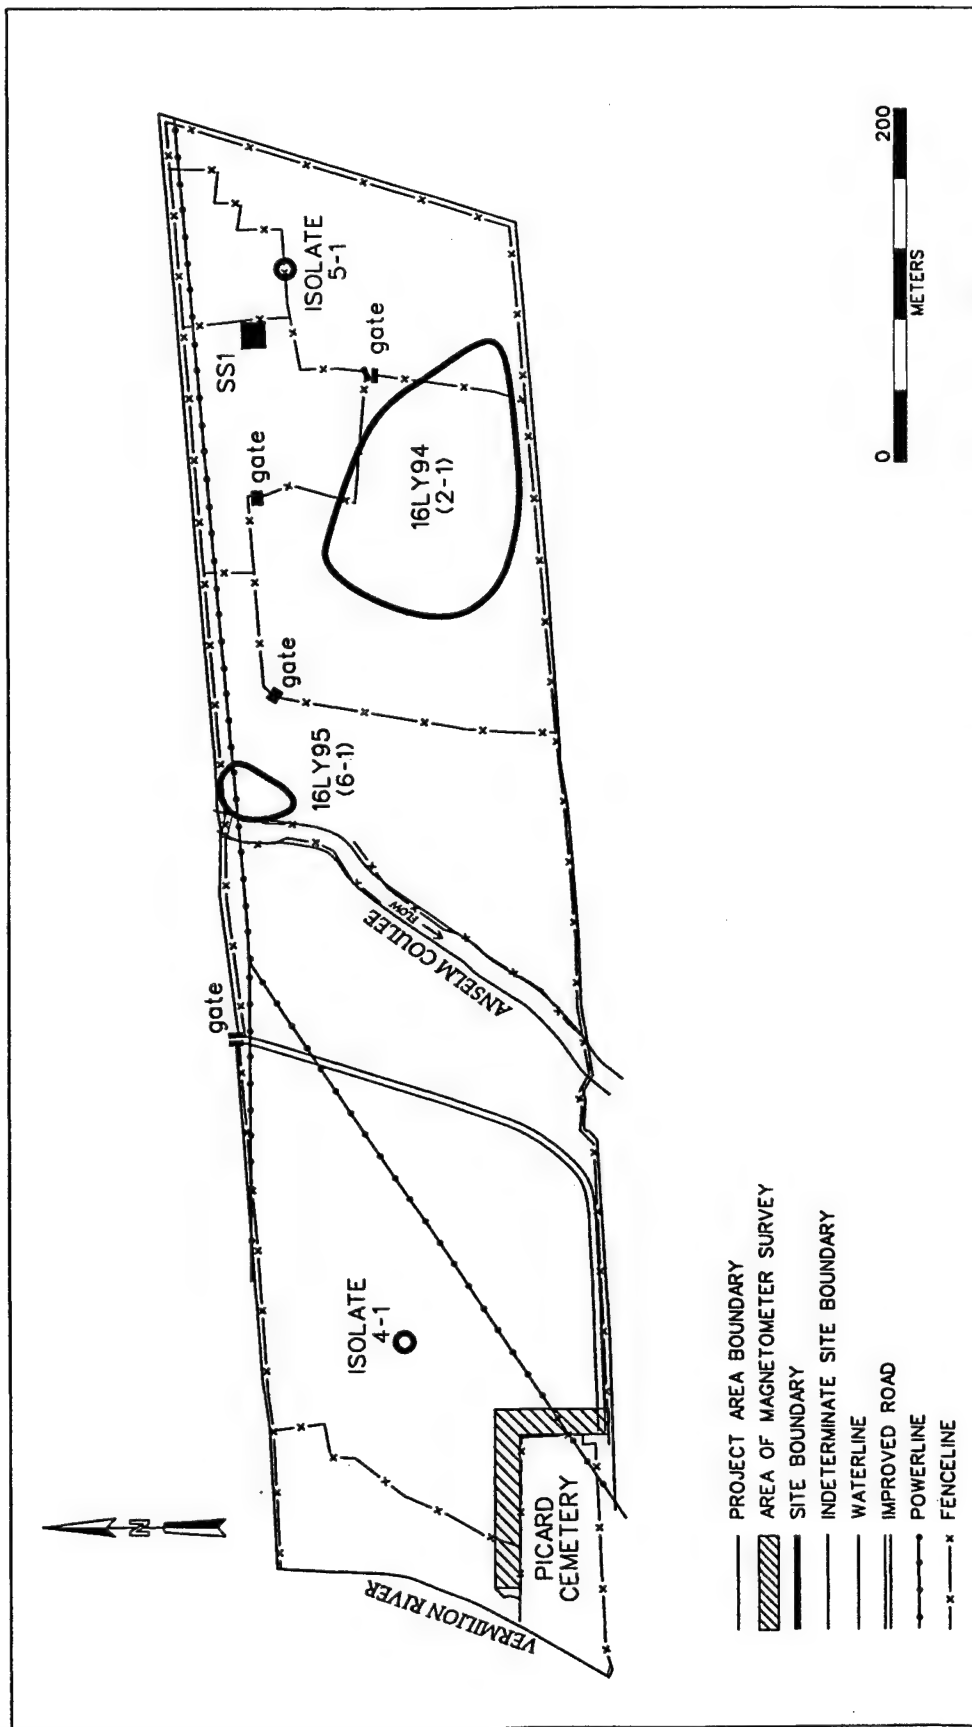 VERMILION RIVER
PICARD
CEMETERY
ISOLATE
4-1
gate
ANSELM COULEE
FLOW
16LY95
(6-1)
gate
gate
16LY94
(2-1)
gate
SS1
ISOLATE
5-1
N
PROJECT AREA BOUNDARY
AREA OF MAGNETOMETER SURVEY
SITE BOUNDARY
INDETERMINATE SITE BOUNDARY
WATERLINE
IMPROVED ROAD
POWERLINE
FENCELINE
0 200
METERS